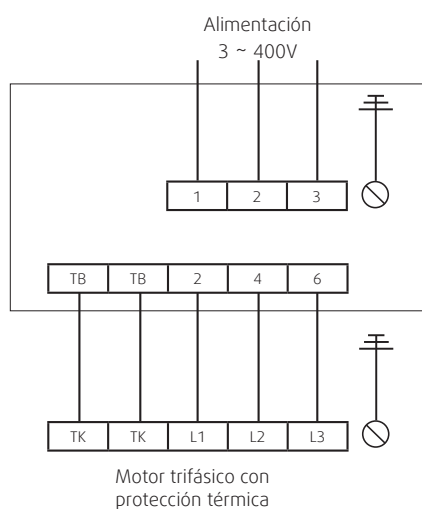 Alimentación
3 ~ 400V
1 2 3
TB TB 2 4 6
TK TK L1 L2 L3
Motor trifásico con
protección térmica